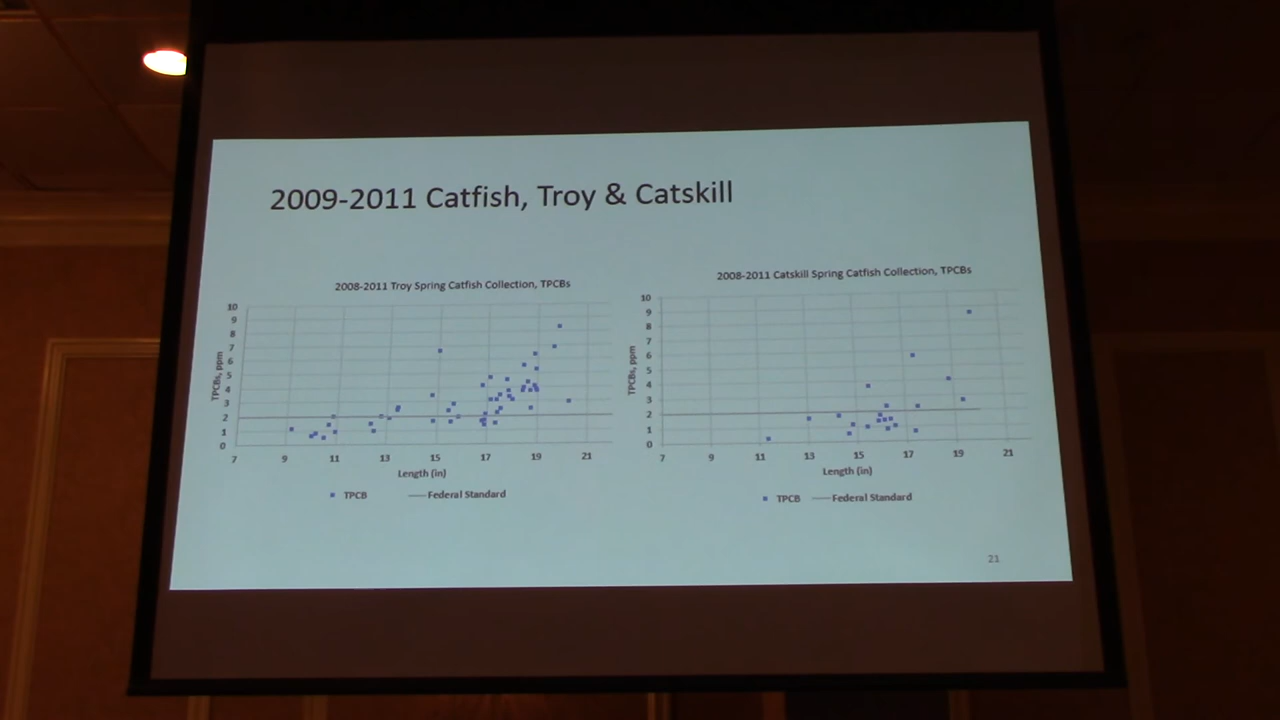 2009-2011 Catfish, Troy & Catskill
2008-2011 Troy Spring Catfish Collection, TPCBs
10
9
8
7
6
5
4
3
2
1
0
TPCBs, ppm
7 9 11 13 15 17 19 21
Length (in)
TPCB Federal Standard
2008-2011 Catskill Spring Catfish Collection, TPCBs
10
9
8
7
6
5
4
3
2
1
0
TPCBs, ppm
7 9 11 13 15 17 19 21
Length (in)
TPCB Federal Standard
21